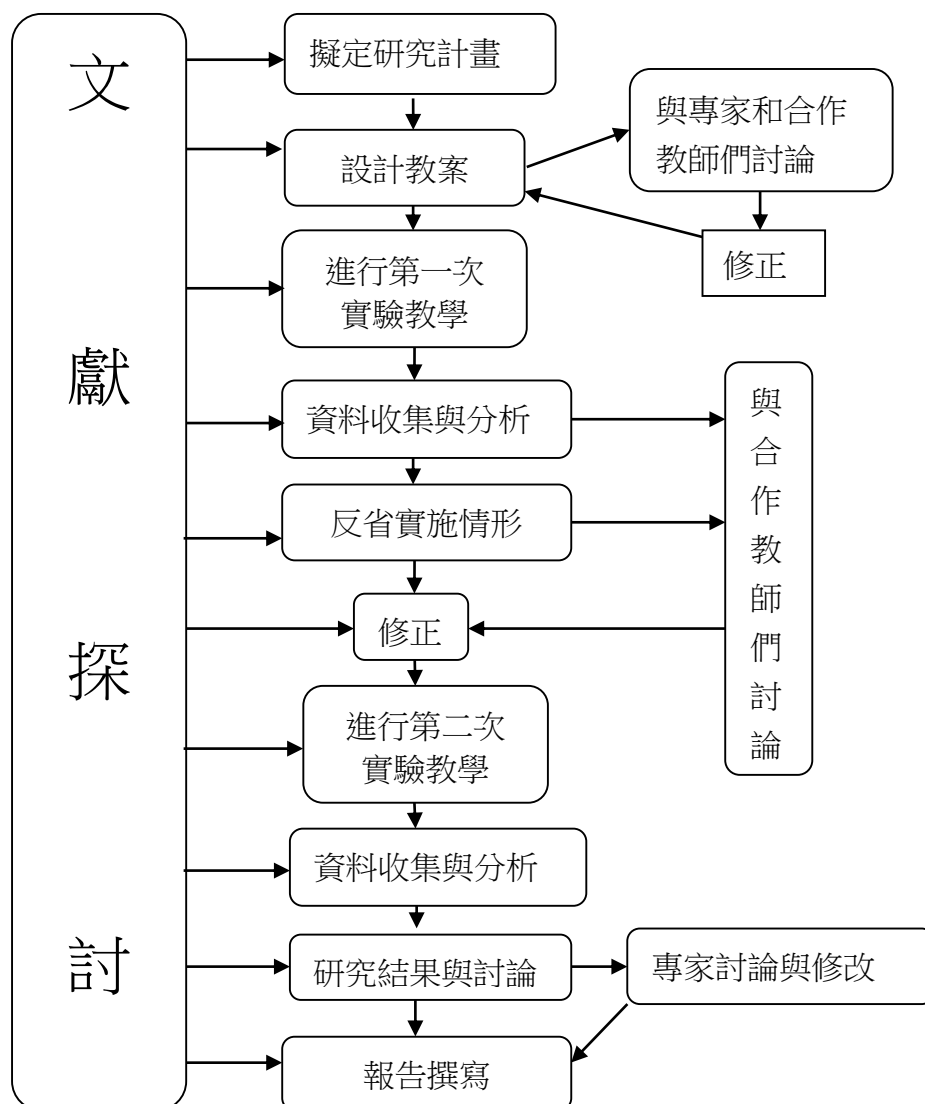 文獻探討
擬定研究計畫
設計教案
與專家和合作
教師們討論
修正
進行第一次
實驗教學
資料收集與分析
反省實施情形
與合作教師們討論
修正
進行第二次
實驗教學
資料收集與分析
研究結果與討論
專家討論與修改
報告撰寫